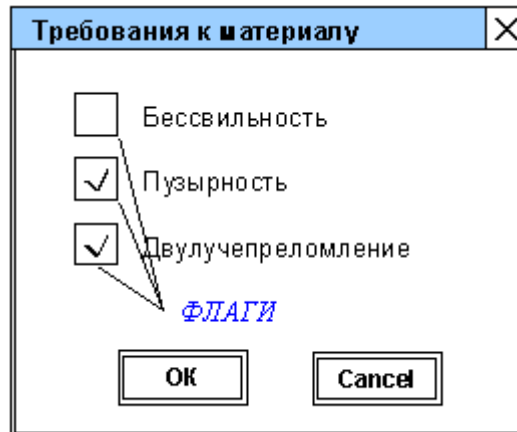 Требования к материалу
Бессвильность
Пузырность
Двулучепреломление
ФЛАГИ
OK
Cancel